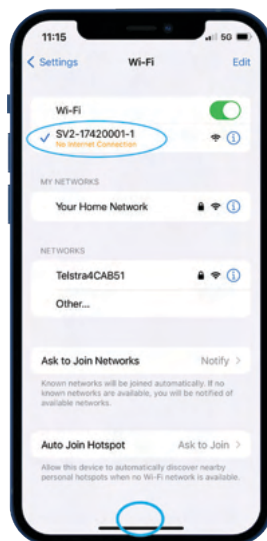 11:15
5G
Settings
Wi-Fi
Edit
Wi-Fi
SV2-17420001-1
No Internet Connection
MY NETWORKS
Your Home Network
NETWORKS
Telstra4CAB51
Other...
Ask to Join Networks
Notify
Known networks will be joined automatically. If no
known networks are available, you will be notified of
available networks.
Auto Join Hotspot
Ask to Join
Allow this device to automatically discover nearby
personal hotspots when no Wi-Fi network is available.